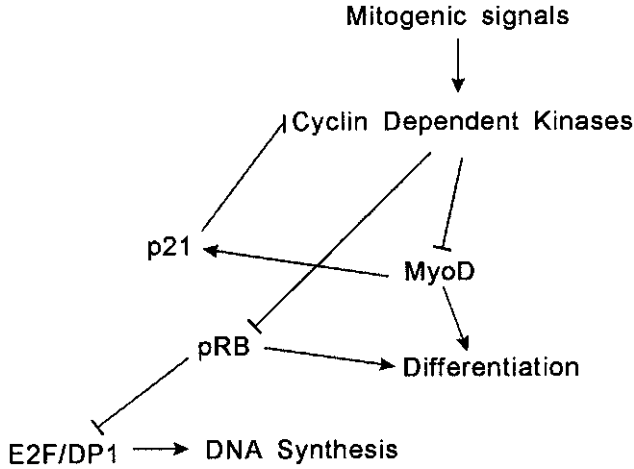 Mitogenic signals
Cyclin Dependent Kinases
p21
MyoD
pRB
Differentiation
E2F/DP1
DNA Synthesis